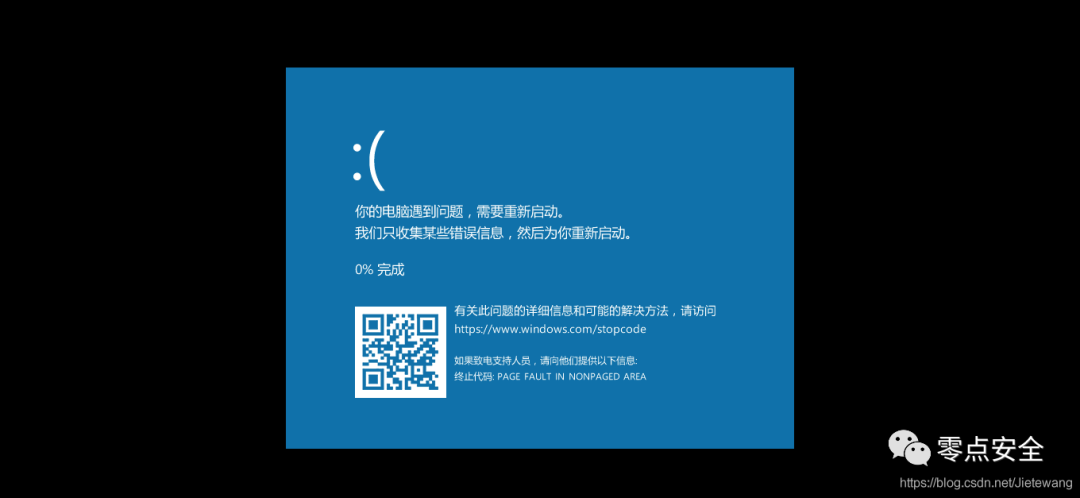 :(
你的电脑遇到问题，需要重新启动。
我们只收集某些错误信息，然后为你重新启动。
0% 完成
有关此问题的详细信息和可能的解决方法，请访问
https://www.windows.com/stopcode
如果致电支持人员，请向他们提供以下信息:
终止代码: PAGE FAULT IN NONPAGED AREA
零点安全
https://blog.csdn.net/Jietewang